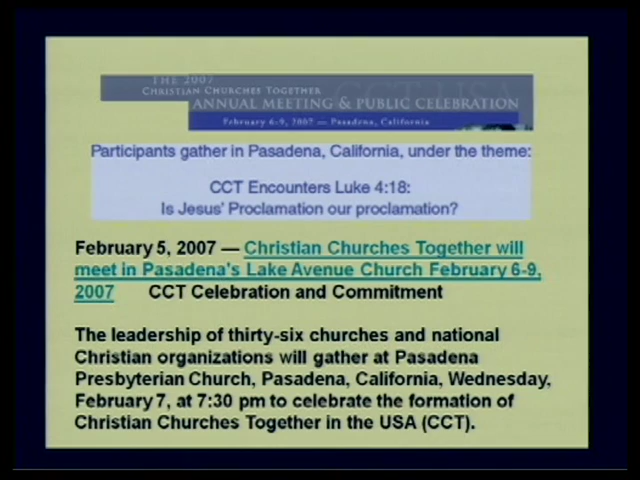 THE 2007
CHRISTIAN CHURCHES TOGETHER
CCT-USA
ANNUAL MEETING & PUBLIC CELEBRATION
February 6-9, 2007 — Pasadena, California
Participants gather in Pasadena, California, under the theme:
CCT Encounters Luke 4:18:
Is Jesus' Proclamation our proclamation?
February 5, 2007 — Christian Churches Together will
meet in Pasadena's Lake Avenue Church February 6-9,
2007 CCT Celebration and Commitment
The leadership of thirty-six churches and national
Christian organizations will gather at Pasadena
Presbyterian Church, Pasadena, California, Wednesday,
February 7, at 7:30 pm to celebrate the formation of
Christian Churches Together in the USA (CCT).